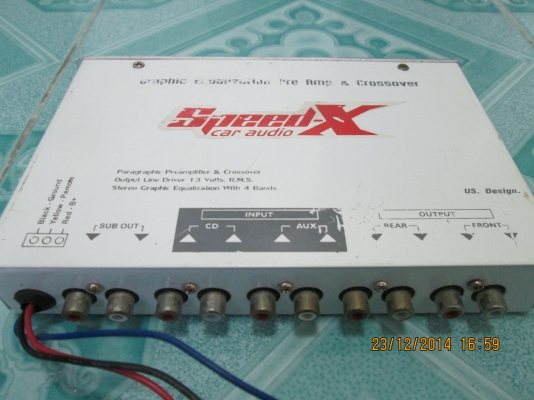 Graphic Equalization Pre Amp & Crossover
Speed-X
car audio
Paragraphic Preamplifier & Crossover
Output Line Driver 13 Volts, R.M.S.
Stereo Graphic Equalization With 4 Bands
US. Design.
Black - Ground
Yellow -
Red - B+
SUB OUT
INPUT
CD
AUX
OUTPUT
REAR
FRONT
23/12/2014 16:59